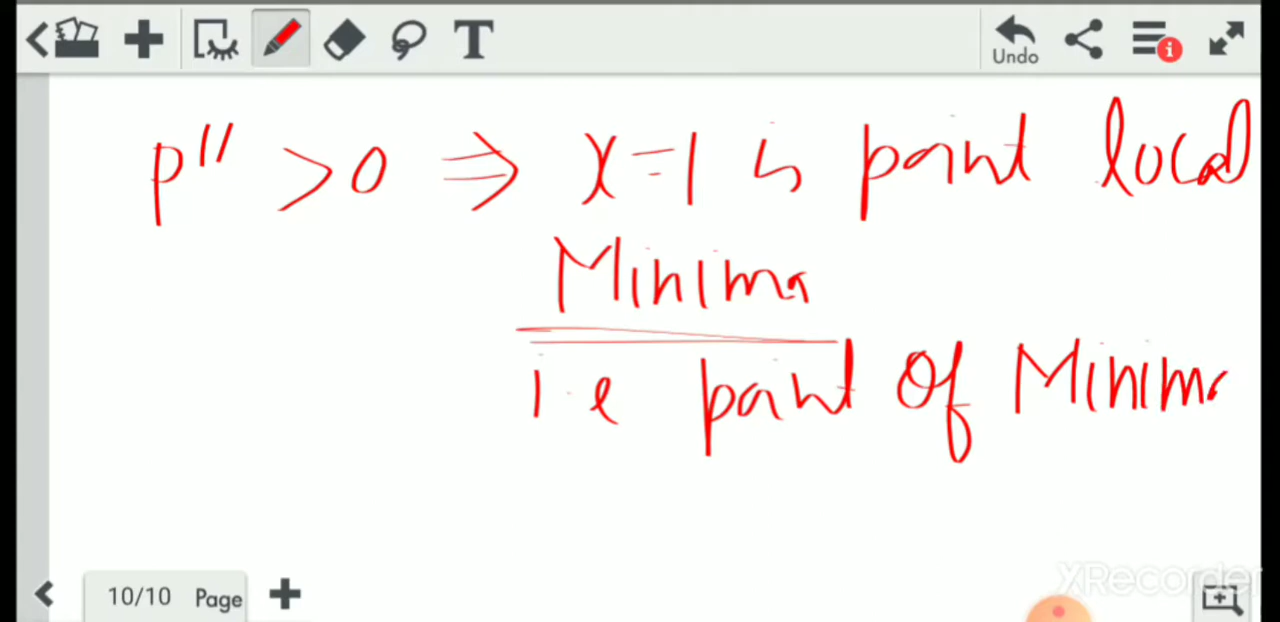 Undo
p'' > 0 ⇒ x=1 is point local
Minima
i.e point of Minima
10/10 Page
XRecorder